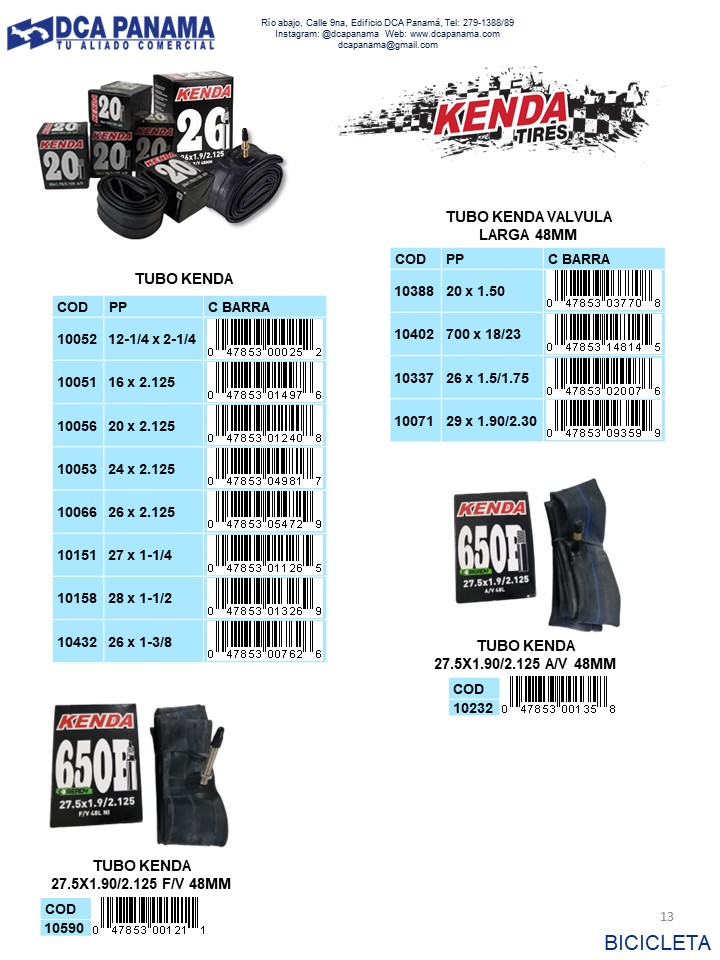 DCA PANAMA
TU ALIADO COMERCIAL
Río abajo, Calle 9na, Edificio DCA Panamá, Tel: 279-1388/89
Instagram: @dcapanama Web: www.dcapanama.com
dcapanama@gmail.com
KENDA
20
KENDA
26
26x1.9/2.125
F/V 48MM
KENDA
20
KENDA
20
KENDA
20
KENDA
TIRES
TUBO KENDA
COD PP C BARRA
10052 12-1/4 x 2-1/4 0 47853 00025 2
10051 16 x 2.125 0 47853 01497 6
10056 20 x 2.125 0 47853 01240 8
10053 24 x 2.125 0 47853 04981 7
10066 26 x 2.125 0 47853 05472 9
10151 27 x 1-1/4 0 47853 01126 5
10158 28 x 1-1/2 0 47853 01326 9
10432 26 x 1-3/8 0 47853 00762 6
TUBO KENDA VALVULA
LARGA 48MM
COD PP C BARRA
10388 20 x 1.50 0 47853 03770 8
10402 700 x 18/23 0 47853 14814 5
10337 26 x 1.5/1.75 0 47853 02007 6
10071 29 x 1.90/2.30 0 47853 09359 9
KENDA
650B
READY
27.5x1.9/2.125
A/V 48L
TUBO KENDA
27.5X1.90/2.125 A/V 48MM
COD
10232 0 47853 00135 8
KENDA
650B
READY
27.5x1.9/2.125
F/V 48L NI
TUBO KENDA
27.5X1.90/2.125 F/V 48MM
COD
10590 0 47853 00121 1
13
BICICLETA